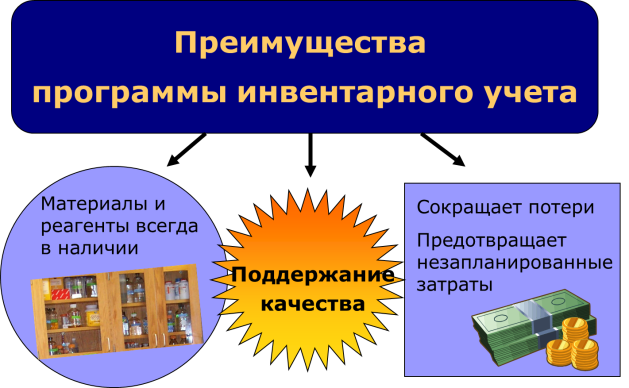 Преимущества
программы инвентарного учета
Материалы и
реагенты всегда
в наличии
Поддержание
качества
Сокращает потери
Предотвращает
незапланированные
затраты